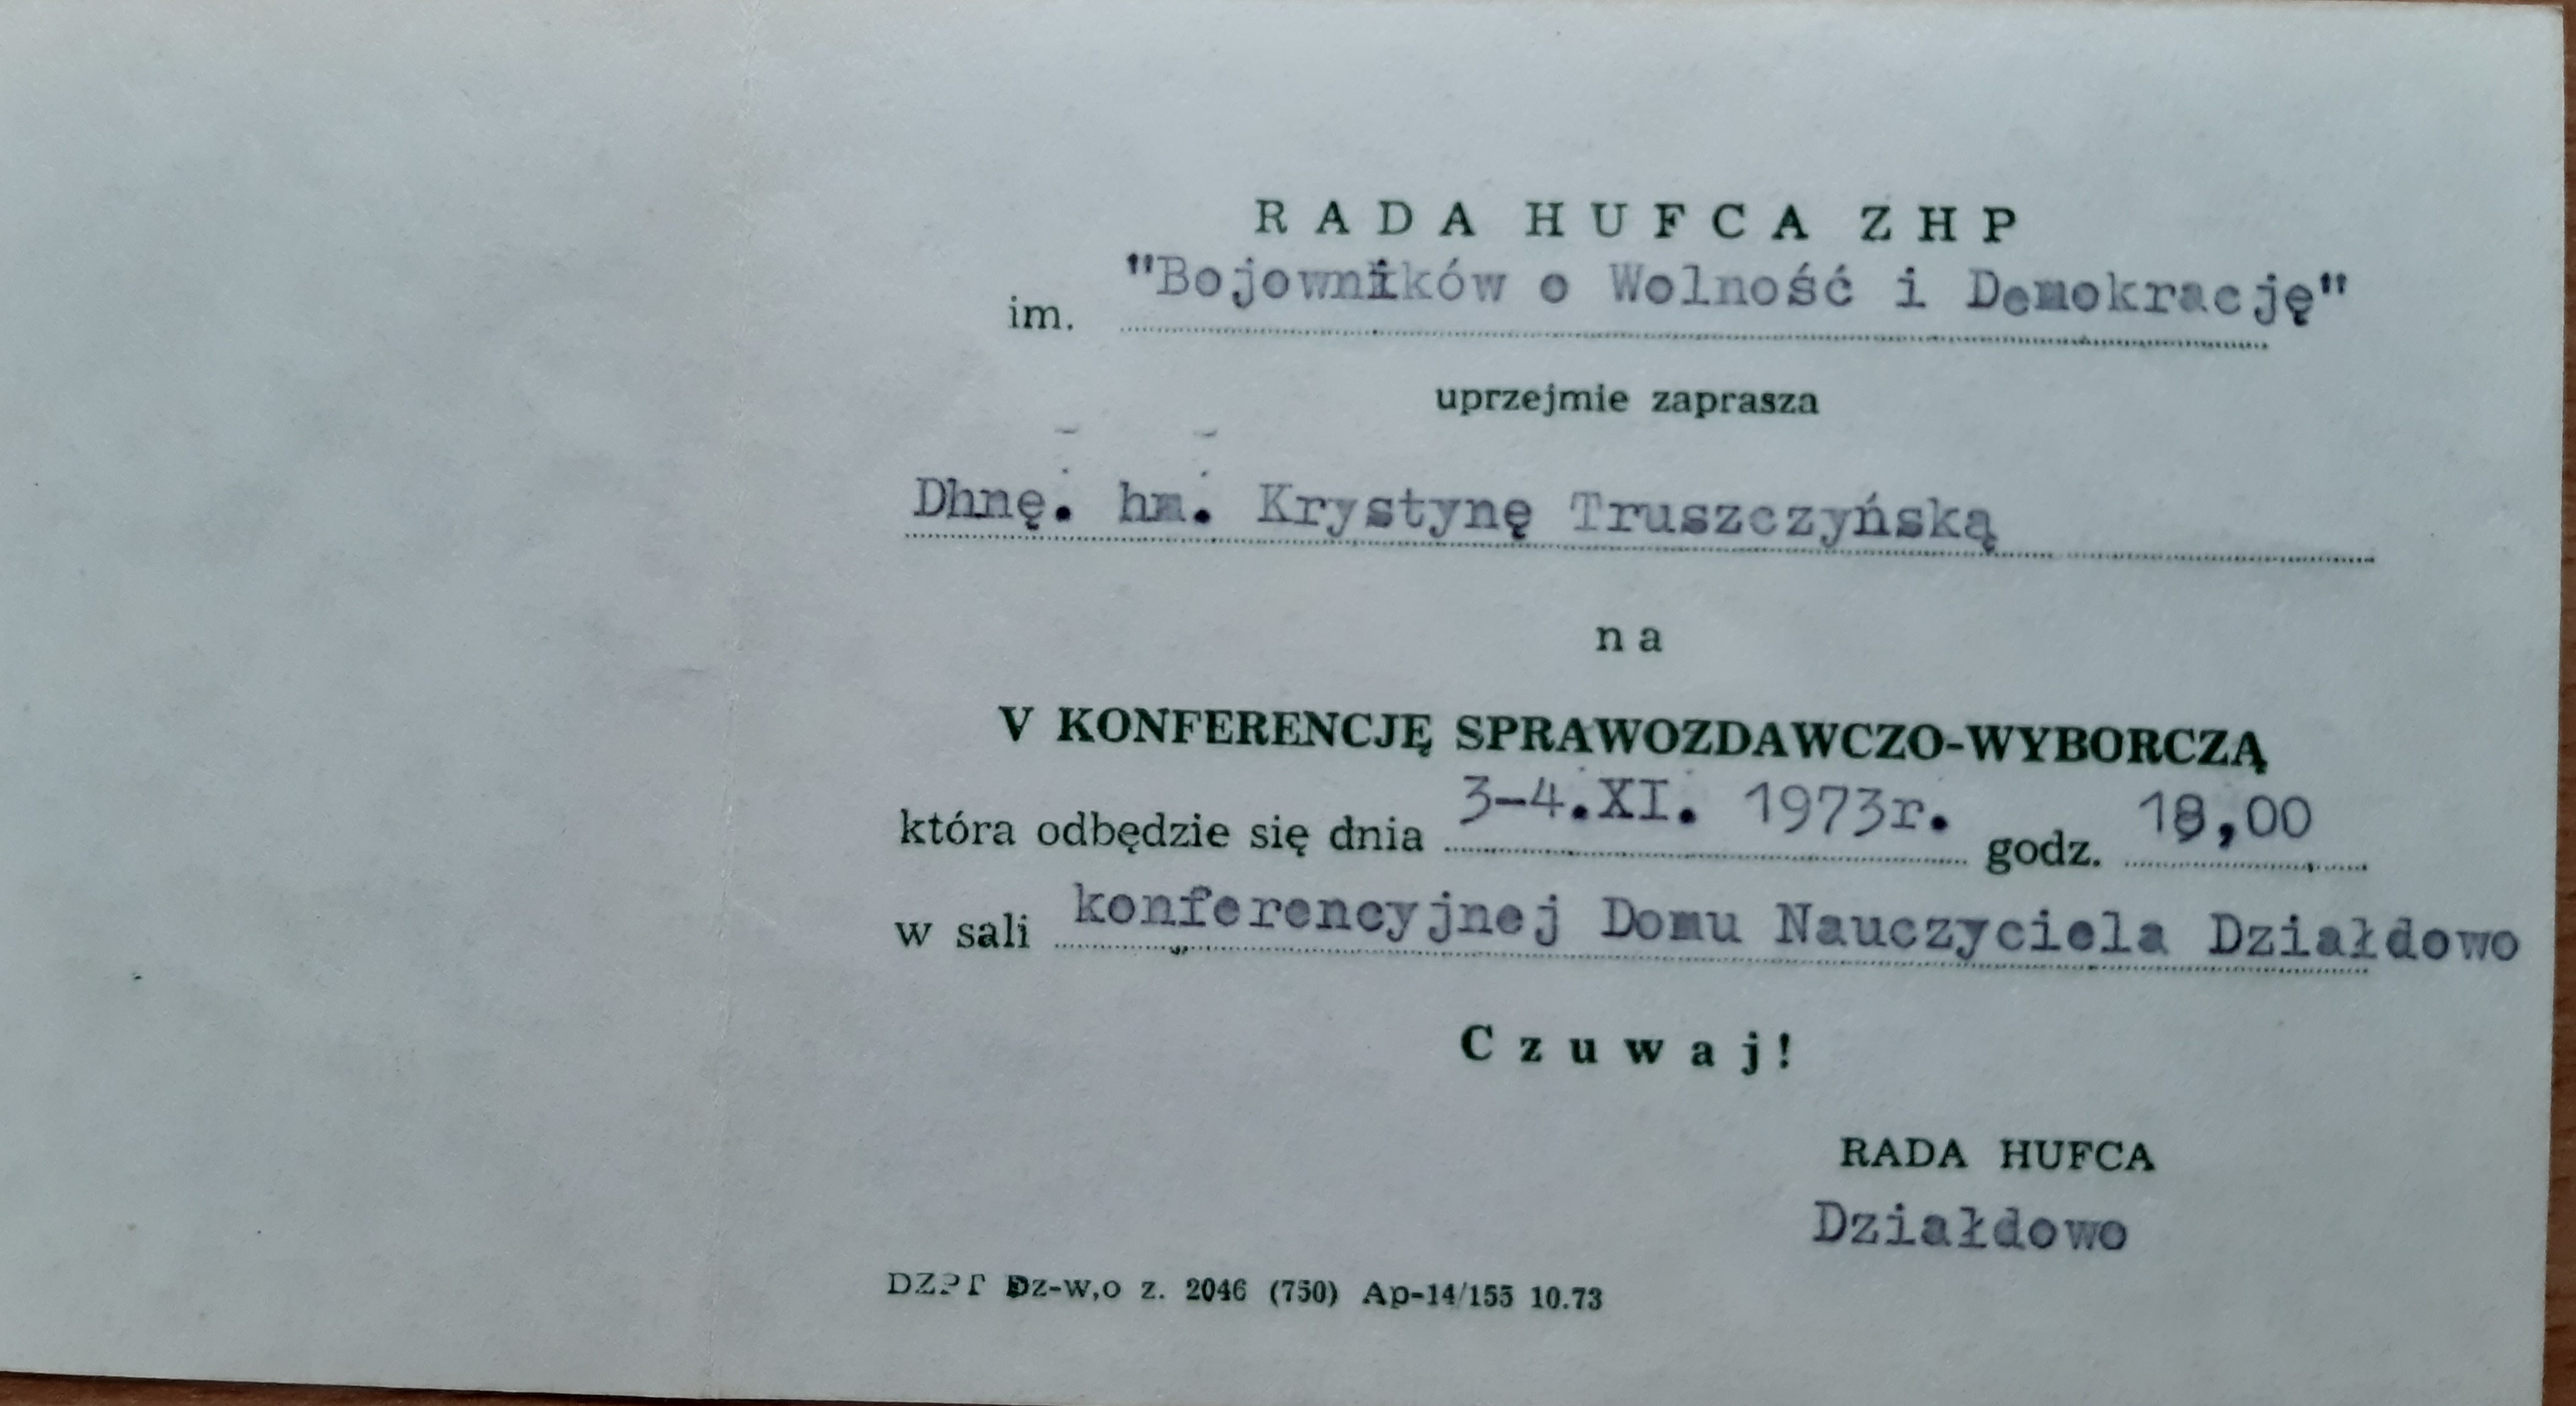 RADA HUFCA ZHP
im. "Bojowników o Wolność i Demokrację"
uprzejmie zaprasza
Dhnę. hm. Krystynę Truszczyńską
na
V KONFERENCJĘ SPRAWOZDAWCZO-WYBORCZĄ
która odbędzie się dnia 3-4.XI. 1973r. godz. 18,00
w sali konferencyjnej Domu Nauczyciela Działdowo
Czuwaj!
RADA HUFCA
Działdowo
Dz-w,o z. 2046 (750) Ap-14/155 10.73